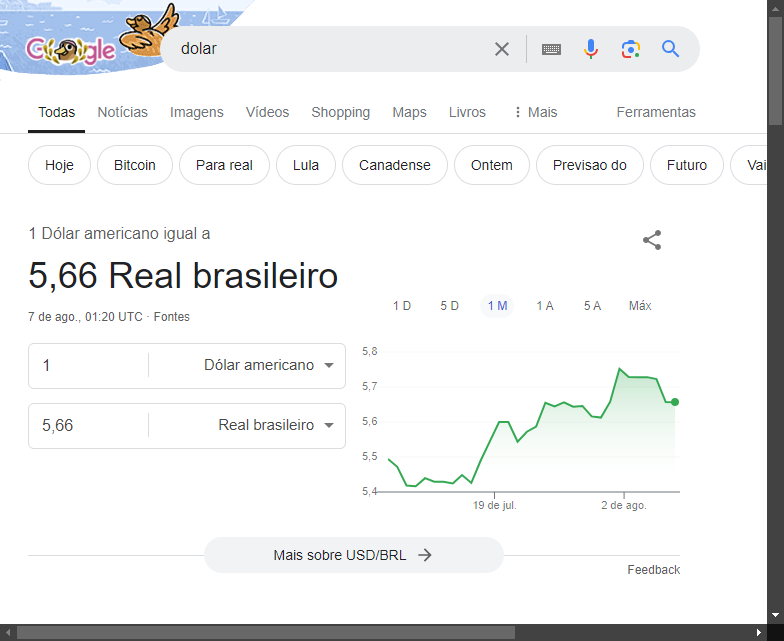 Google
dolar
Todas Notícias Imagens Vídeos Shopping Maps Livros Mais Ferramentas
Hoje Bitcoin Para real Lula Canadense Ontem Previsao do Futuro Vai
1 Dólar americano igual a
5,66 Real brasileiro
7 de ago., 01:20 UTC · Fontes
1 D 5 D 1 M 1 A 5 A Máx
1 Dólar americano
5,66 Real brasileiro
5,8
5,7
5,6
5,5
5,4
19 de jul. 2 de ago.
Mais sobre USD/BRL
Feedback